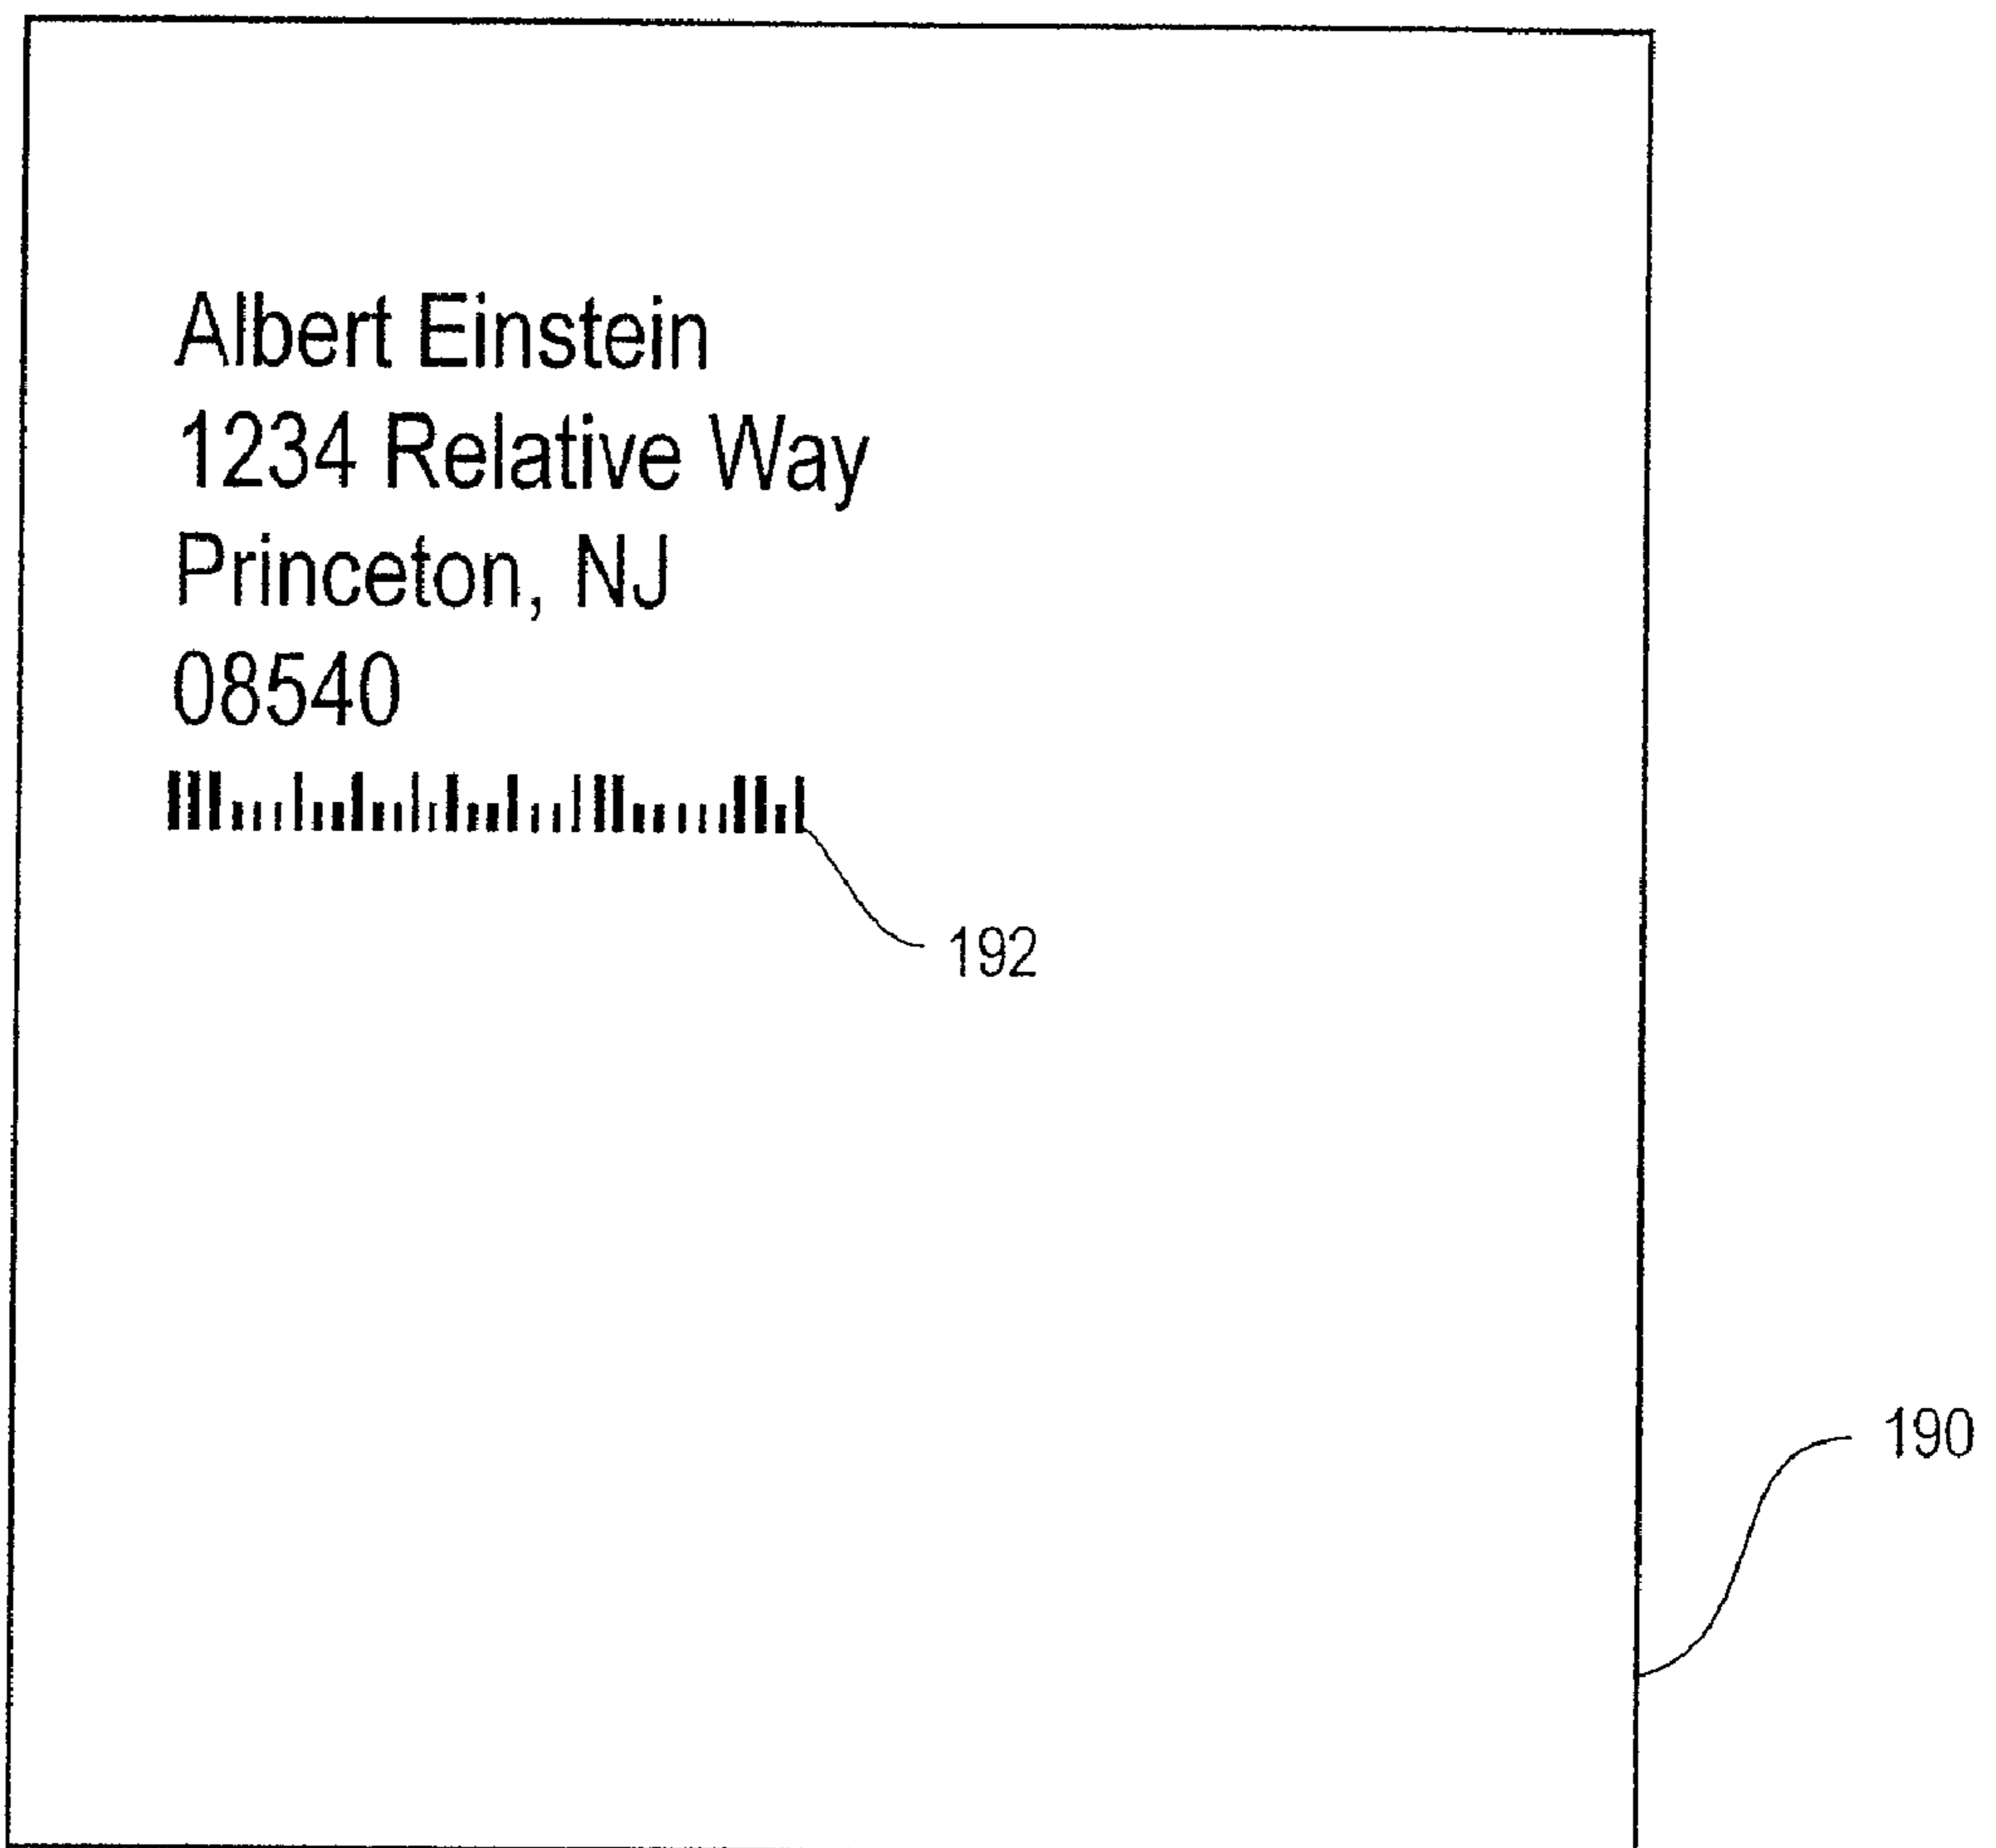 Albert Einstein
1234 Relative Way
Princeton, NJ
08540
192
190